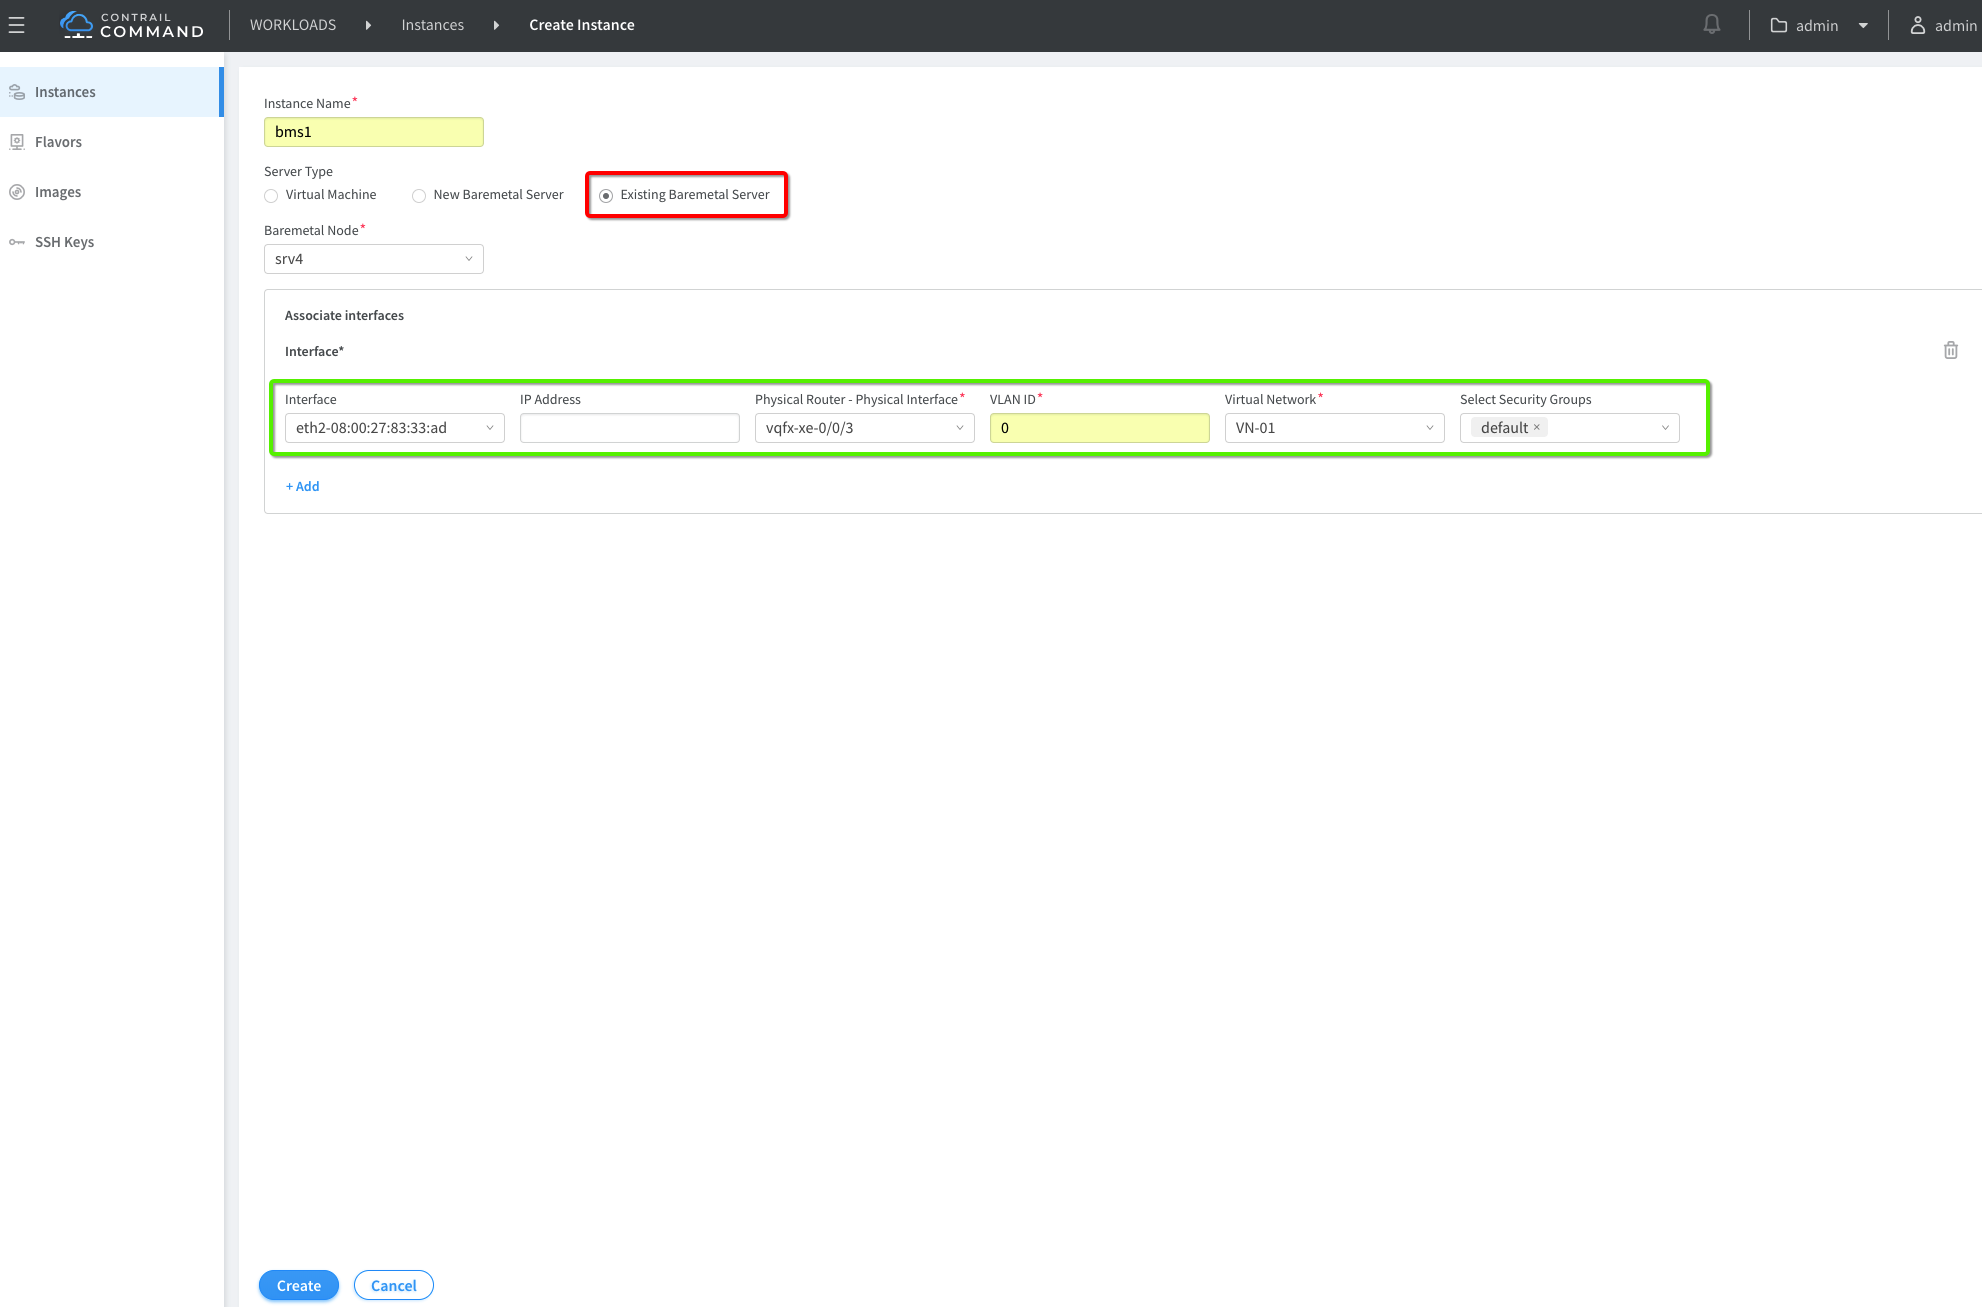 CONTRAIL
COMMAND
WORKLOADS Instances Create Instance admin admin
Instances
Flavors
Images
SSH Keys
Instance Name*
bms1
Server Type
Virtual Machine New Baremetal Server Existing Baremetal Server
Baremetal Node*
srv4
Associate interfaces
Interface*
Interface IP Address Physical Router - Physical Interface* VLAN ID* Virtual Network* Select Security Groups
eth2-08:00:27:83:33:ad vqfx-xe-0/0/3 0 VN-01 default ×
+ Add
Create Cancel